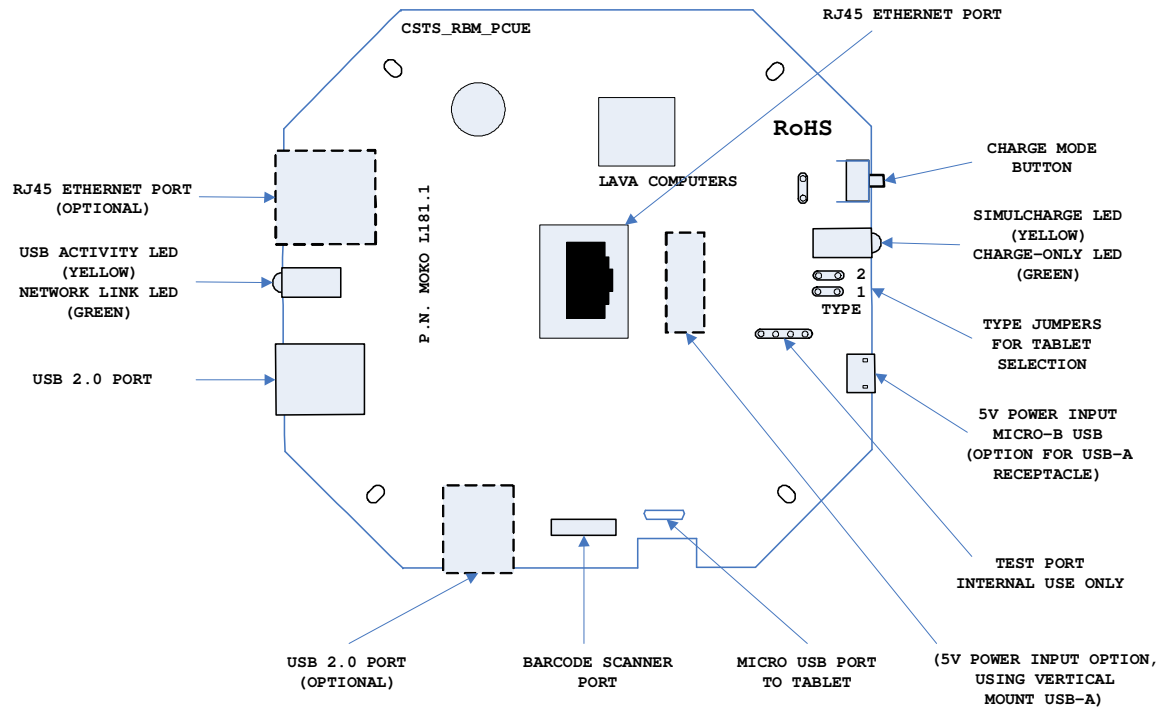 RJ45 ETHERNET PORT
CSTS_RBM_PCUE
RoHS
CHARGE MODE
BUTTON
LAVA COMPUTERS
RJ45 ETHERNET PORT
(OPTIONAL)
P.N. MOKO L181.1
SIMULCHARGE LED
(YELLOW)
CHARGE-ONLY LED
(GREEN)
USB ACTIVITY LED
(YELLOW)
NETWORK LINK LED
(GREEN)
2
1
TYPE
TYPE JUMPERS
FOR TABLET
SELECTION
USB 2.0 PORT
5V POWER INPUT
MICRO-B USB
(OPTION FOR USB-A
RECEPTACLE)
TEST PORT
INTERNAL USE ONLY
USB 2.0 PORT
(OPTIONAL)
BARCODE SCANNER
PORT
MICRO USB PORT
TO TABLET
(5V POWER INPUT OPTION,
USING VERTICAL
MOUNT USB-A)